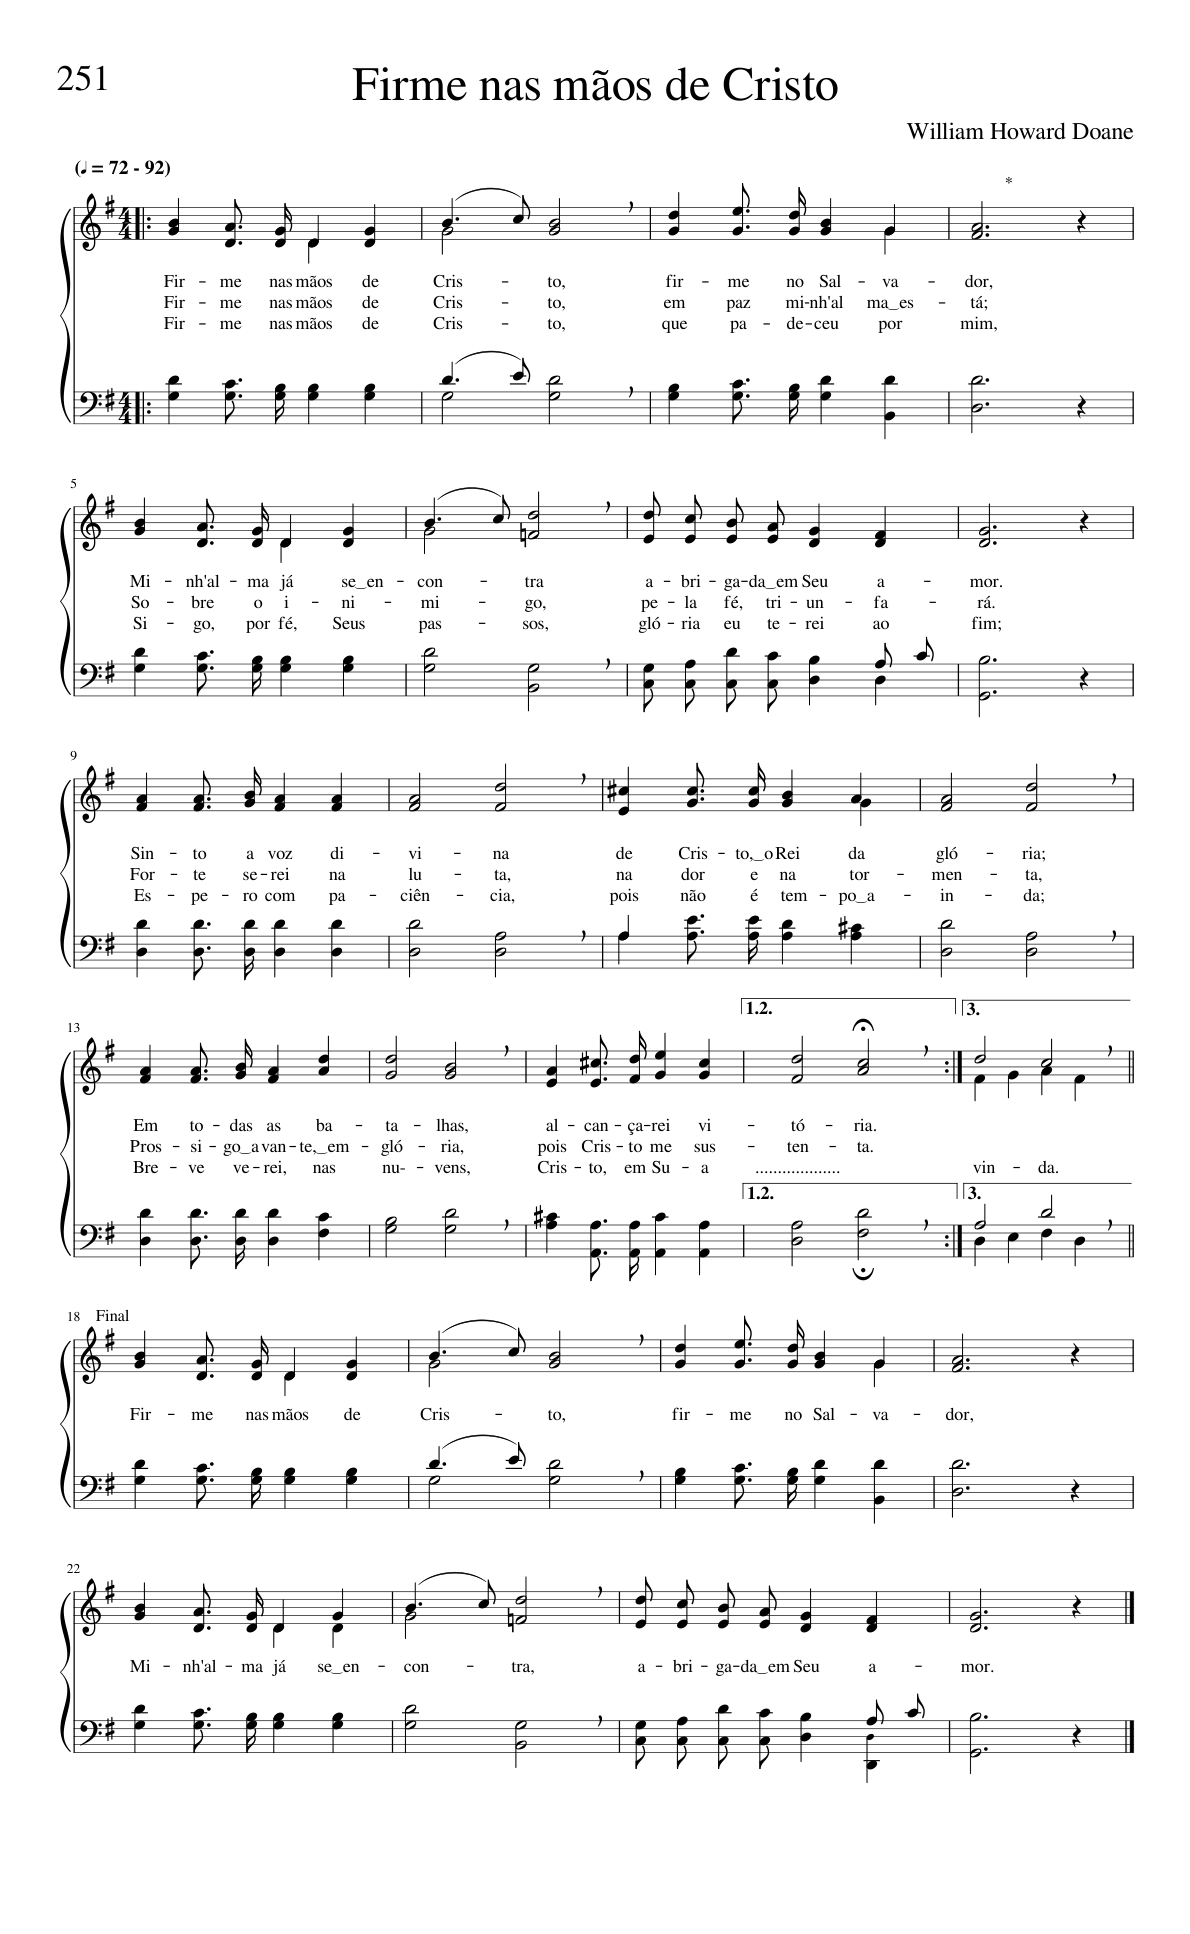 251
Firme nas mãos de Cristo
William Howard Doane
(♩ = 72 - 92)
*
Fir - me nas mãos de Cris - to, fir - me no Sal - va - dor,
Fir - me nas mãos de Cris - to, em paz mi - nh'al ma_es - tá;
Fir - me nas mãos de Cris - to, que pa - de - ceu por mim,
5
Mi - nh'al - ma já se_en - con - tra a - bri - ga - da_em Seu a - mor.
So - bre o i - ni - mi - go, pe - la fé, tri - un - fa - rá.
Si - go, por fé, Seus pas - sos, gló - ria eu te - rei ao fim;
9
Sin - to a voz di - vi - na de Cris - to,_o Rei da gló - ria;
For - te se - rei na lu - ta, na dor e na tor - men - ta,
Es - pe - ro com pa - ciên - cia, pois não é tem - po_a - in - da;
1.2. 3.
13
Em to - das as ba - ta - lhas, al - can - ça - rei vi - tó - ria.
Pros - si - go_a van - te,_em - gló - ria, pois Cris - to me sus - ten - ta.
Bre - ve ve - rei, nas nu- - vens, Cris - to, em Su - a ................... vin - da.
1.2. 3.
18 Final
Fir - me nas mãos de Cris - to, fir - me no Sal - va - dor,
22
Mi - nh'al - ma já se_en - con - tra, a - bri - ga - da_em Seu a - mor.